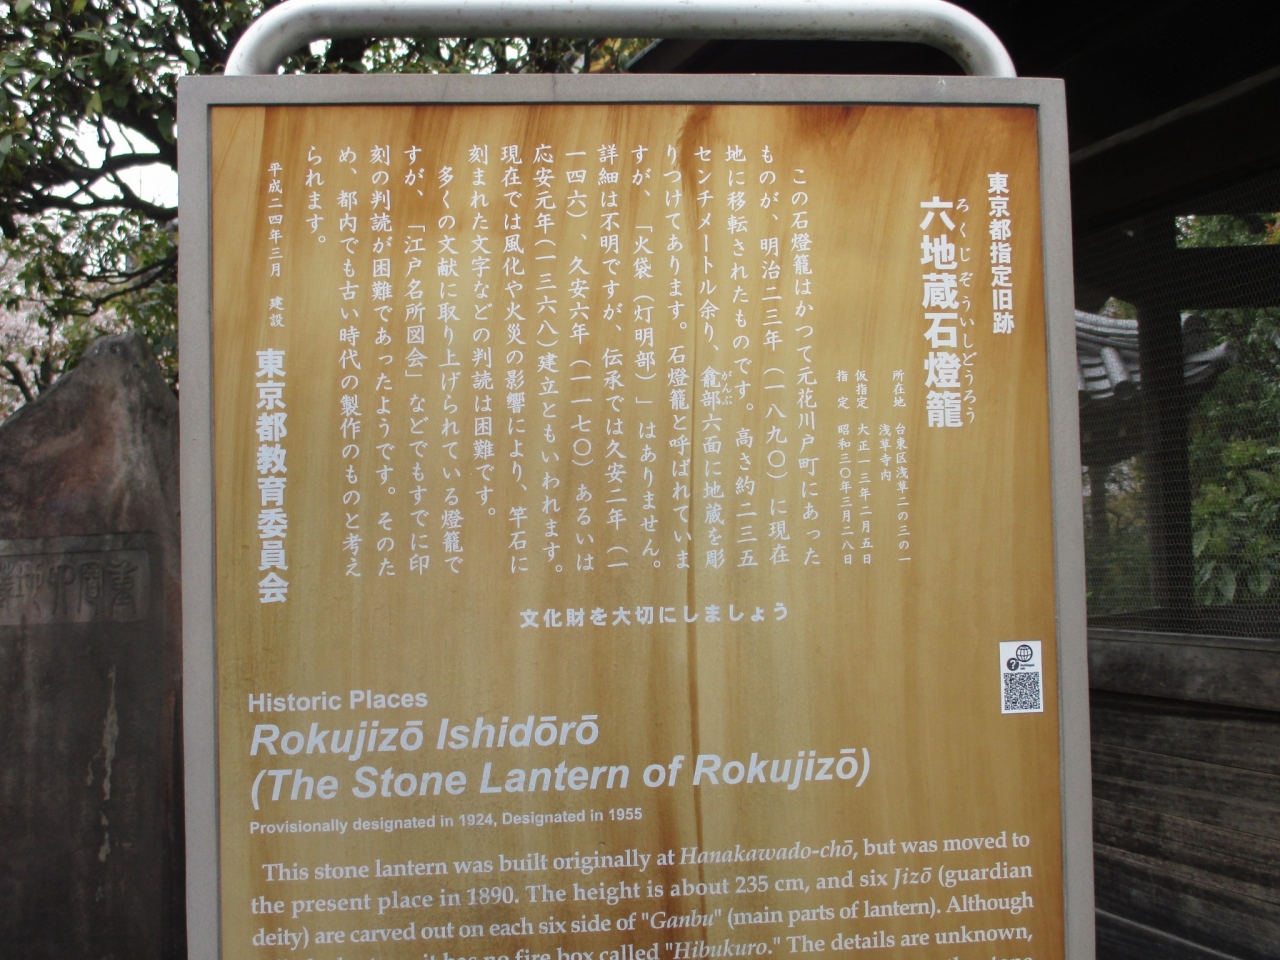 東京都指定旧跡
六地蔵石燈籠
ろくじぞういしどうろう
所在地 台東区浅草二の三の一
浅草寺内
仮指定 大正一三年二月五日
指定 昭和三〇年三月二八日
この石燈籠はかつて元花川戸町にあった
ものが、明治二三年（一八九〇）に現在
地に移転されたものです。高さ約二三五
センチメートル余り、龕部六面に地蔵を彫
がんぶ
りつけてあります。石燈籠と呼ばれていま
すが、「火袋（灯明部）」はありません。
詳細は不明ですが、伝承では久安二年（一
一四六）、久安六年（一一七〇）あるいは
応安元年（一三六八）建立ともいわれます。
現在では風化や火災の影響により、竿石に
刻まれた文字などの判読は困難です。
多くの文献に取り上げられている燈籠で
すが、「江戸名所図会」などでもすでに印
刻の判読が困難であったようです。そのた
め、都内でも古い時代の製作のものと考え
られます。
平成二四年三月 建設
東京都教育委員会
文化財を大切にしましょう
Historic Places
Rokujizō Ishidōrō
(The Stone Lantern of Rokujizō)
Provisionally designated in 1924, Designated in 1955
This stone lantern was built originally at Hanakawado-chō, but was moved to
the present place in 1890. The height is about 235 cm, and six Jizō (guardian
deity) are carved out on each six side of "Ganbu" (main parts of lantern). Although
it has no fire box called "Hibukuro." The details are unknown,